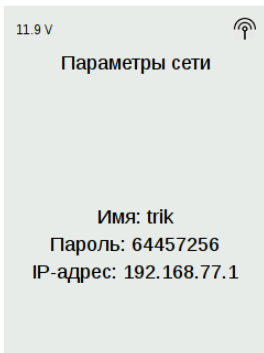 11.9 V
Параметры сети
Имя: trik
Пароль: 64457256
IP-адрес: 192.168.77.1